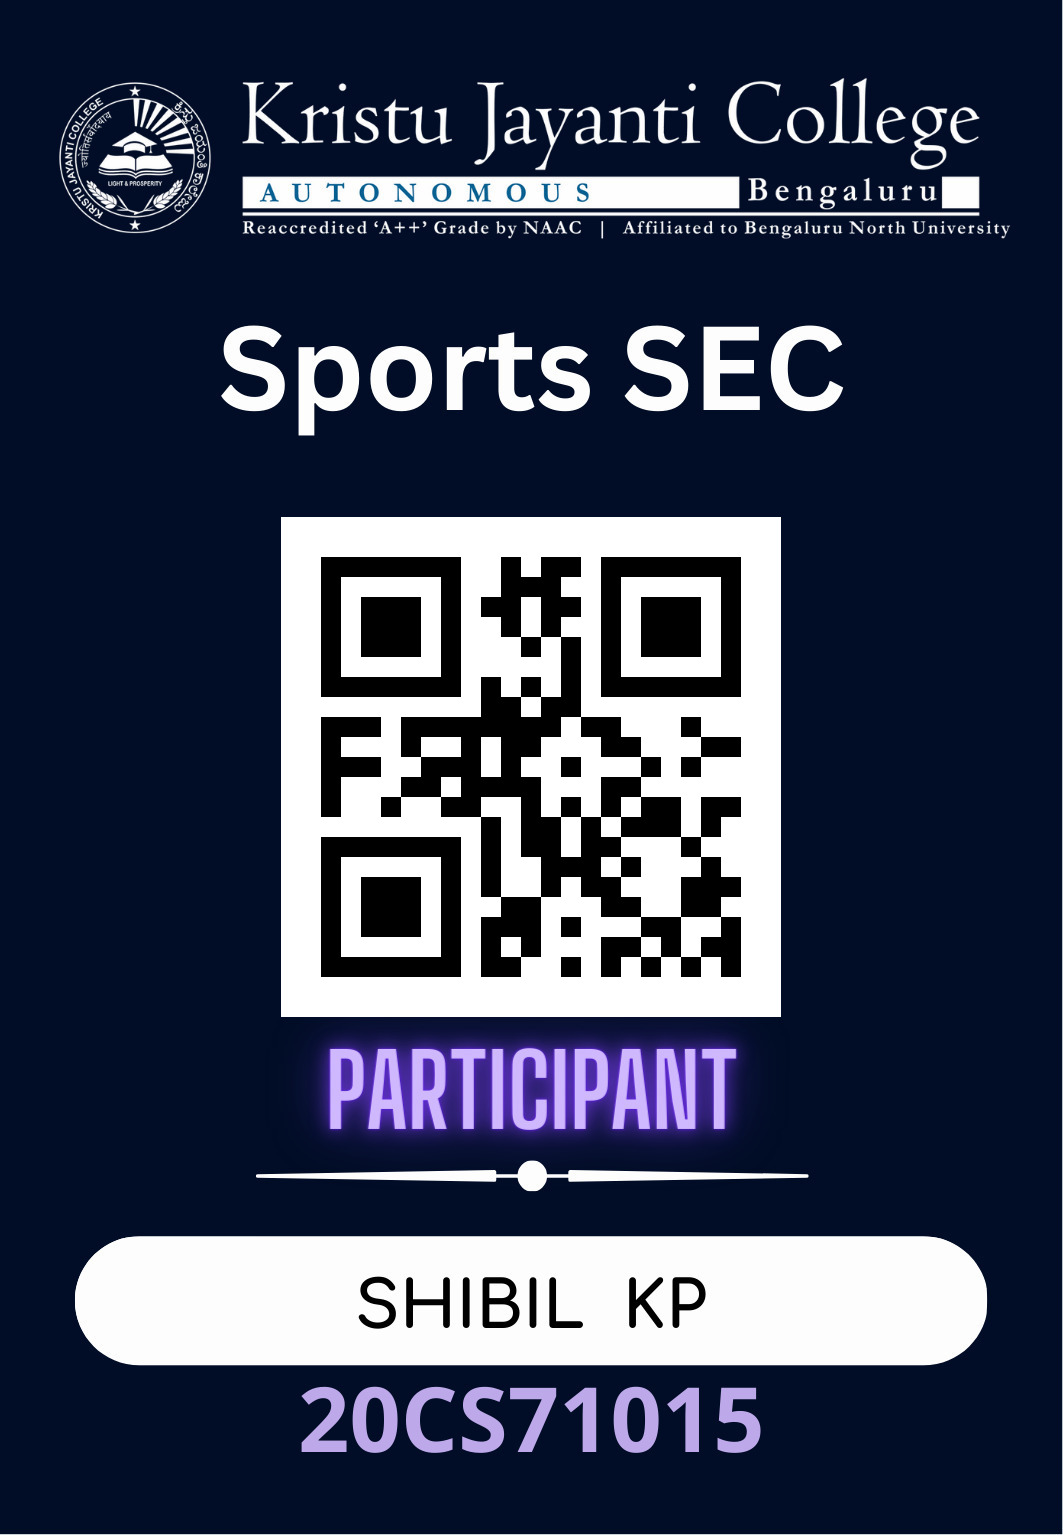 KRISTU JAYANTI COLLEGE
ಕ್ರಿಸ್ತು ಜಯಂತಿ ಕಾಲೇಜು
LIGHT & PROSPERITY
Kristu Jayanti College
AUTONOMOUS Bengaluru
Reaccredited ‘A++’ Grade by NAAC | Affiliated to Bengaluru North University
Sports SEC
PARTICIPANT
SHIBIL KP
20CS71015